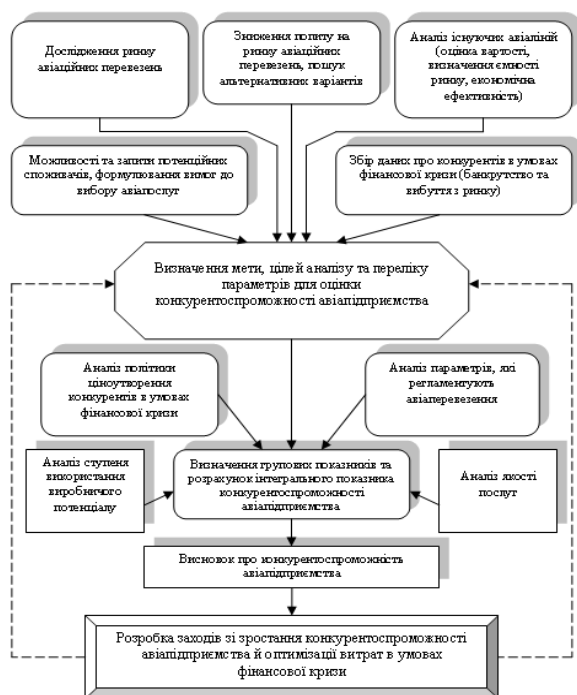 Дослідження ринку
авіаційних перевезень
Зниження попиту на
ринку авіаційних
перевезень, пошук
альтернативних варіантів
Аналіз існуючих авіаліній
(оцінка вартості,
визначення ємності
ринку, економічна
ефективність)
Можливості та запити потенційних
споживачів, формулювання вимог до
вибору авіапослуг
Збір даних про конкурентів в умовах
фінансової кризи (банкрутство та
вибуття з ринку)
Визначення мети, цілей аналізу та переліку
параметрів для оцінки
конкурентоспроможності авіапідприємства
Аналіз політики
ціноутворення
конкурентів в умовах
фінансової кризи
Аналіз параметрів, які
регламентують
авіаперевезення
Аналіз ступеня
використання
виробничого
потенціалу
Визначення групових показників та
розрахунок інтегрального показника
конкурентоспроможності
авіапідприємства
Аналіз якості
послуг
Висновок про конкурентоспроможність
авіапідприємства
Розробка заходів зі зростання конкурентоспроможності
авіапідприємства й оптимізації витрат в умовах
фінансової кризи